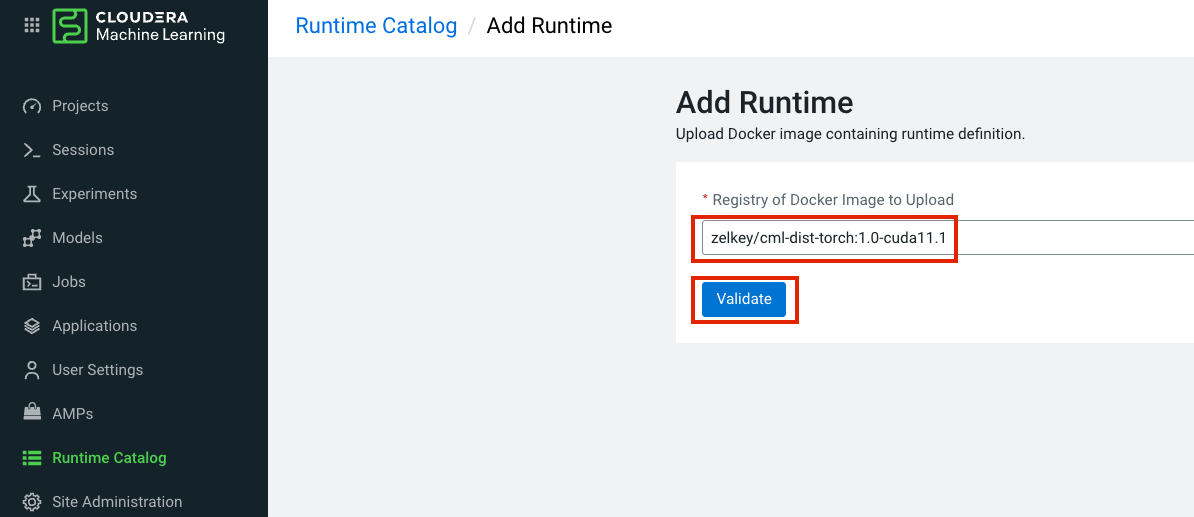 CLOUDERA
Machine Learning
Runtime Catalog / Add Runtime
Projects
Sessions
Experiments
Models
Jobs
Applications
User Settings
AMPs
Runtime Catalog
Site Administration
Add Runtime
Upload Docker image containing runtime definition.
* Registry of Docker Image to Upload
zelkey/cml-dist-torch:1.0-cuda11.1
Validate